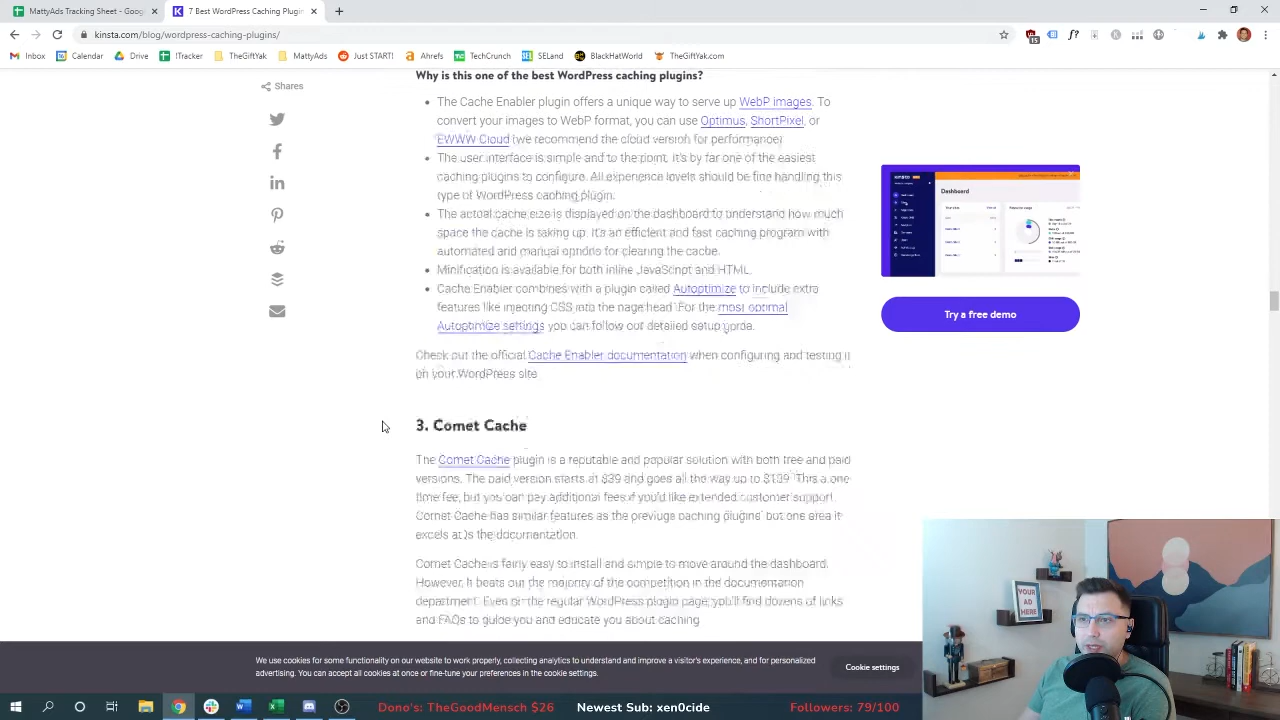 MattyAds Tracking Sheet - Goog
7 Best WordPress Caching Plugins
kinsta.com/blog/wordpress-caching-plugins/
15
Inbox
Calendar
Drive
!Tracker
TheGiftYak
MattyAds
Just START!
Ahrefs
TechCrunch
SELand
BlackHatWorld
TheGiftYak.com
Shares
Why is this one of the best WordPress caching plugins?
The Cache Enabler plugin offers a unique way to serve up WebP images. To
convert your images to WebP format, you can use Optimus, ShortPixel, or
EWWW Cloud (we recommend the cloud version for performance)
The user interface is simple and to the point. It's by far one of the easiest
caching plugins to configure. All experience levels should be fine handling this
type of WordPress caching plugin.
The actual cache size is displayed on the dashboard to understand how much
space the cache is taking up. It's an efficient and fast caching plugin with
automated and manual options for clearing the cache.
Minification is available for both inline JavaScript and HTML.
Cache Enabler combines with a plugin called Autoptimize to include extra
features like injecting CSS into the page head. For the most optimal
Autoptimize settings you can follow our detailed setup
Check out the official Cache Enabler documentation when configuring and testing it
on your WordPress site
3. Comet Cache
The Comet Cache plugin is a reputable and popular solution with both free and paid
versions. The paid version starts at $39 and goes all the way up to This a one
time fee, but you can pay additional fees of you'd like extended customer support.
Comet Cache has similar features as the previous caching plugins but one area it
excels at is the documentation.
Comet Cache is fairly easy to install and simple to move around the dashboard.
However, it beats out the majority of the competition in the documentation
department. Even on the regular WordPress plugin page, you'll find dozens of links
and FAQs to guide you and educate you about caching
Dashboard
Try a free demo
YOUR
AD
HERE
We use cookies for some functionality on our website to work properly, collecting analytics to understand and improve a visitor's experience, and for personalized
advertising. You can accept all cookies at once or fine-tune your preferences in the cookie settings.
Cookie settings
Dono's: TheGoodMensch $26
Newest Sub: xen0cide
Followers: 79/100